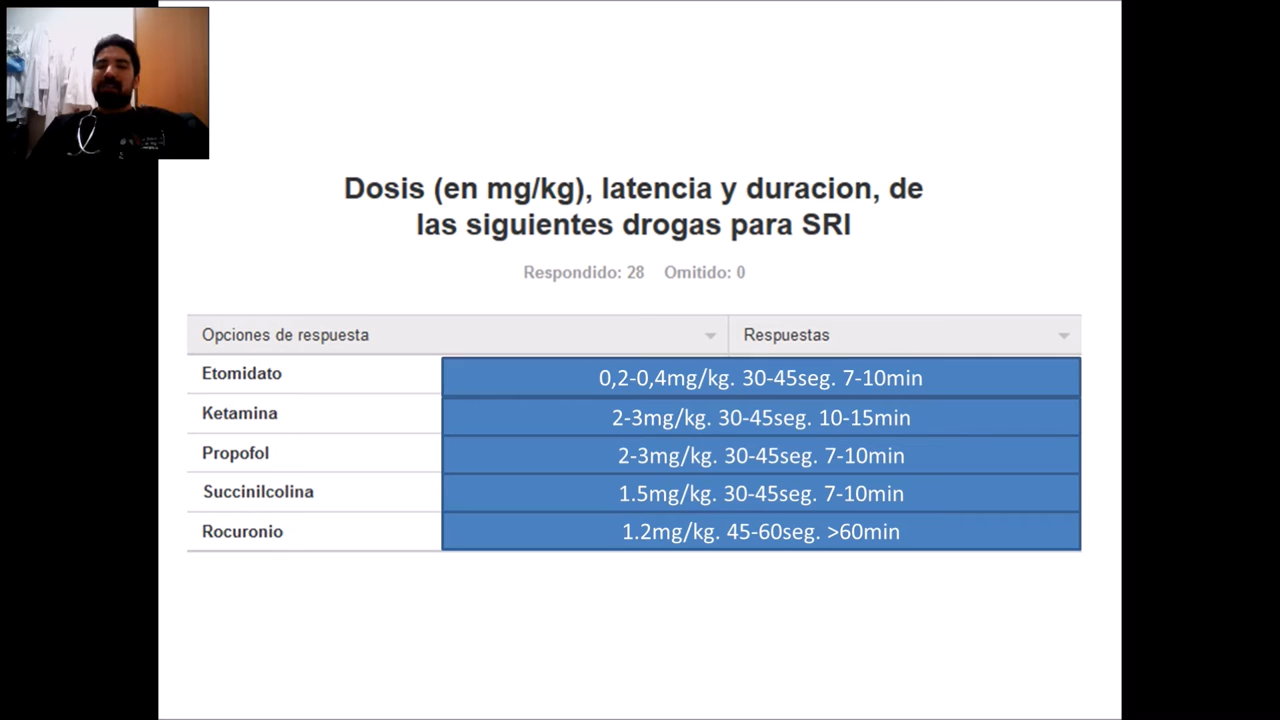 Dosis (en mg/kg), latencia y duracion, de
las siguientes drogas para SRI
Respondido: 28 Omitido: 0
Opciones de respuesta Respuestas
Etomidato 0,2-0,4mg/kg. 30-45seg. 7-10min
Ketamina 2-3mg/kg. 30-45seg. 10-15min
Propofol 2-3mg/kg. 30-45seg. 7-10min
Succinilcolina 1.5mg/kg. 30-45seg. 7-10min
Rocuronio 1.2mg/kg. 45-60seg. >60min